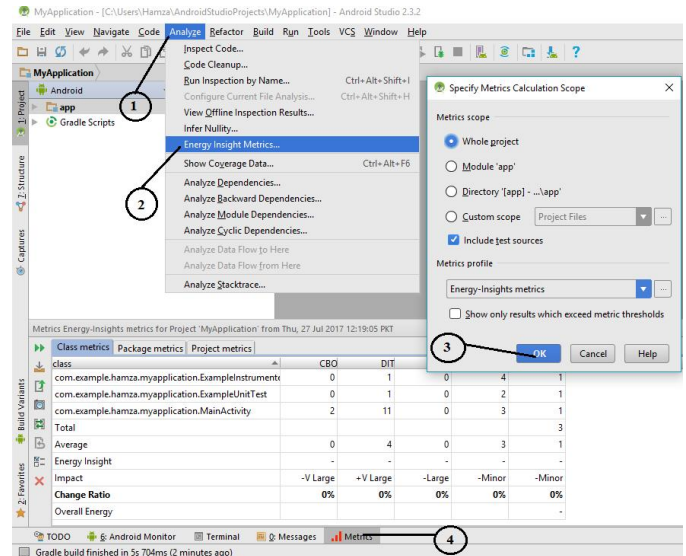 MyApplication - [C:\Users\Hamza\AndroidStudioProjects\MyApplication] - Android Studio 2.3.2
File Edit View Navigate Code Analyze Refactor Build Run Tools VCS Window Help
MyApplication
Android
app
Gradle Scripts
1: Project
7: Structure
Captures
Build Variants
2: Favorites
Inspect Code...
Code Cleanup...
Run Inspection by Name... Ctrl+Alt+Shift+I
Configure Current File Analysis... Ctrl+Alt+Shift+H
View Offline Inspection Results...
Infer Nullity...
Energy Insight Metrics...
Show Coverage Data... Ctrl+Alt+F6
Analyze Dependencies...
Analyze Backward Dependencies...
Analyze Module Dependencies...
Analyze Cyclic Dependencies...
Analyze Data Flow to Here
Analyze Data Flow from Here
Analyze Stacktrace...
1
2
Specify Metrics Calculation Scope
Metrics scope
Whole project
Module 'app'
Directory '[app] - ...\app'
Custom scope Project Files ...
Include test sources
Metrics profile
Energy-Insights metrics ...
Show only results which exceed metric thresholds
OK Cancel Help
3
Metrics Energy-Insights metrics for Project 'MyApplication' from Thu, 27 Jul 2017 12:19:05 PKT
Class metrics Package metrics Project metrics
class CBO DIT
com.example.hamza.myapplication.ExampleInstrumente 0 1 0 4 1
com.example.hamza.myapplication.ExampleUnitTest 0 1 0 2 1
com.example.hamza.myapplication.MainActivity 2 11 0 3 1
Total 3
Average 0 4 0 3 1
Energy Insight - - - - -
Impact -V Large +V Large -Large -Minor -Minor
Change Ratio 0% 0% 0% 0% 0%
Overall Energy -
TODO 6: Android Monitor Terminal 0: Messages Metrics
4
Gradle build finished in 5s 704ms (2 minutes ago)